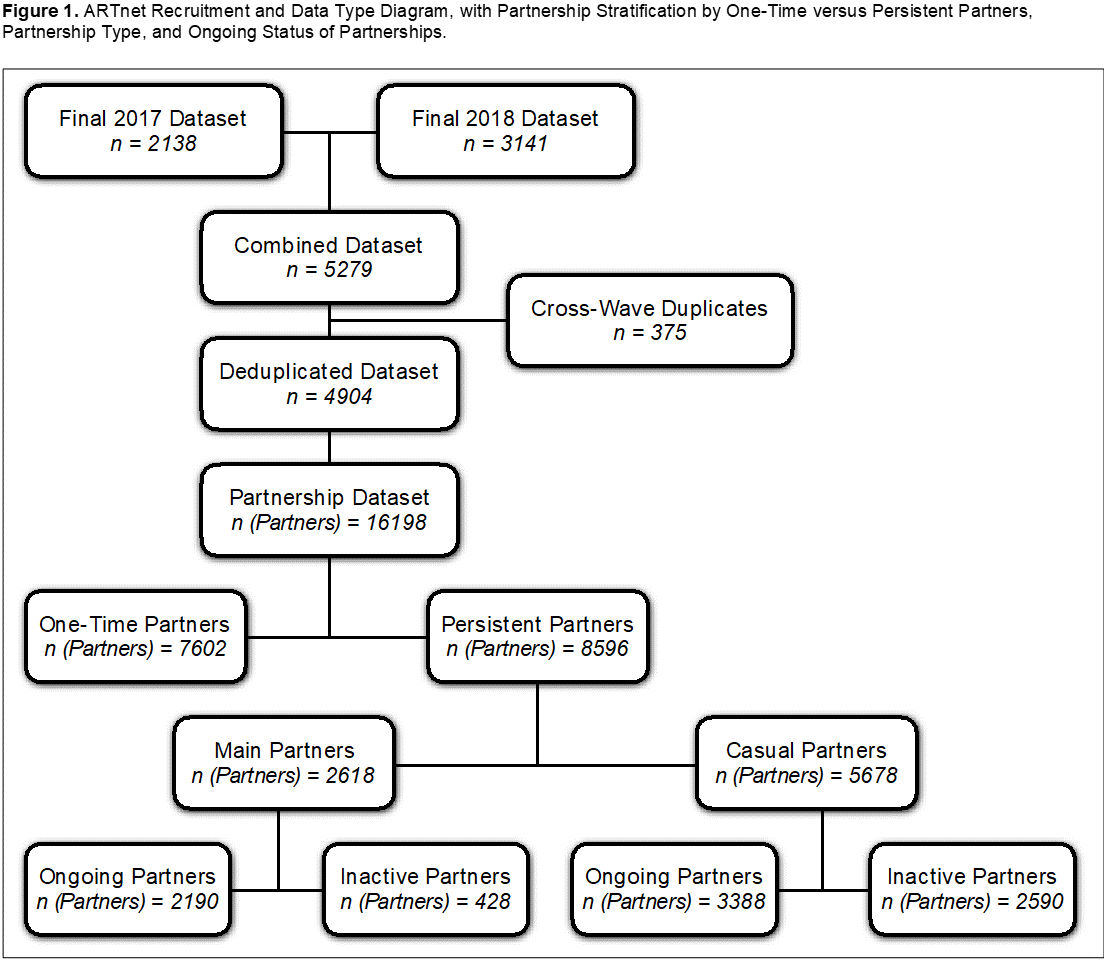 Figure 1. ARTnet Recruitment and Data Type Diagram, with Partnership Stratification by One-Time versus Persistent Partners,
Partnership Type, and Ongoing Status of Partnerships.
Final 2017 Dataset
n = 2138
Final 2018 Dataset
n = 3141
Combined Dataset
n = 5279
Cross-Wave Duplicates
n = 375
Deduplicated Dataset
n = 4904
Partnership Dataset
n (Partners) = 16198
One-Time Partners
n (Partners) = 7602
Persistent Partners
n (Partners) = 8596
Main Partners
n (Partners) = 2618
Casual Partners
n (Partners) = 5678
Ongoing Partners
n (Partners) = 2190
Inactive Partners
n (Partners) = 428
Ongoing Partners
n (Partners) = 3388
Inactive Partners
n (Partners) = 2590